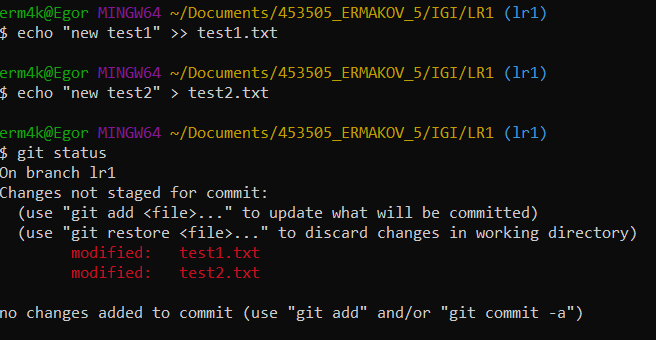 erm4k@Egor MINGW64 ~/Documents/453505_ERMAKOV_5/IGI/LR1 (lr1)
$ echo "new test1" >> test1.txt
erm4k@Egor MINGW64 ~/Documents/453505_ERMAKOV_5/IGI/LR1 (lr1)
$ echo "new test2" > test2.txt
erm4k@Egor MINGW64 ~/Documents/453505_ERMAKOV_5/IGI/LR1 (lr1)
$ git status
On branch lr1
Changes not staged for commit:
  (use "git add <file>..." to update what will be committed)
  (use "git restore <file>..." to discard changes in working directory)
        modified:   test1.txt
        modified:   test2.txt
no changes added to commit (use "git add" and/or "git commit -a")